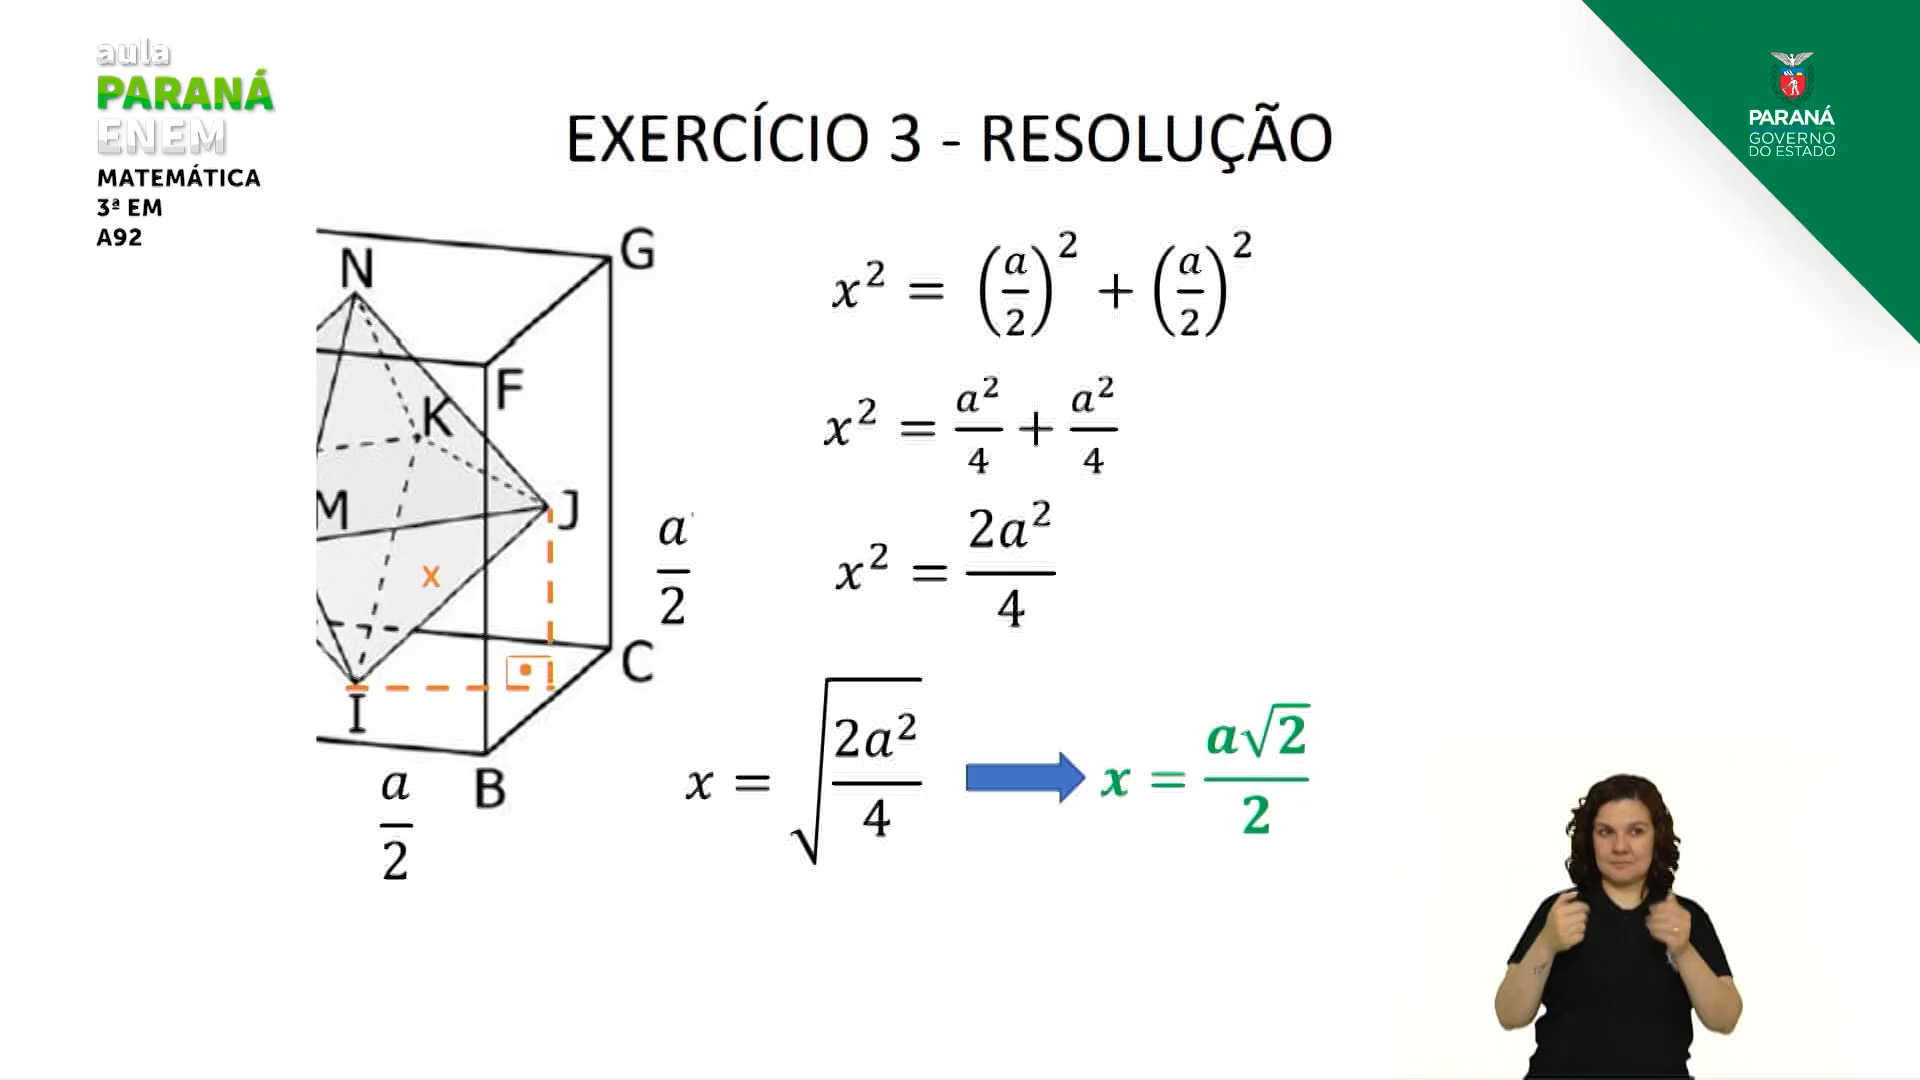 aula
PARANÁ
ENEM
MATEMÁTICA
3ª EM
A92
PARANÁ
GOVERNO
DO ESTADO
EXERCÍCIO 3 - RESOLUÇÃO
G
N
F
K
M
J
x
C
I
B
a/2
a/2
x² = (a/2)² + (a/2)²
x² = a²/4 + a²/4
x² = 2a²/4
x = √(2a²/4)
x = a√2/2